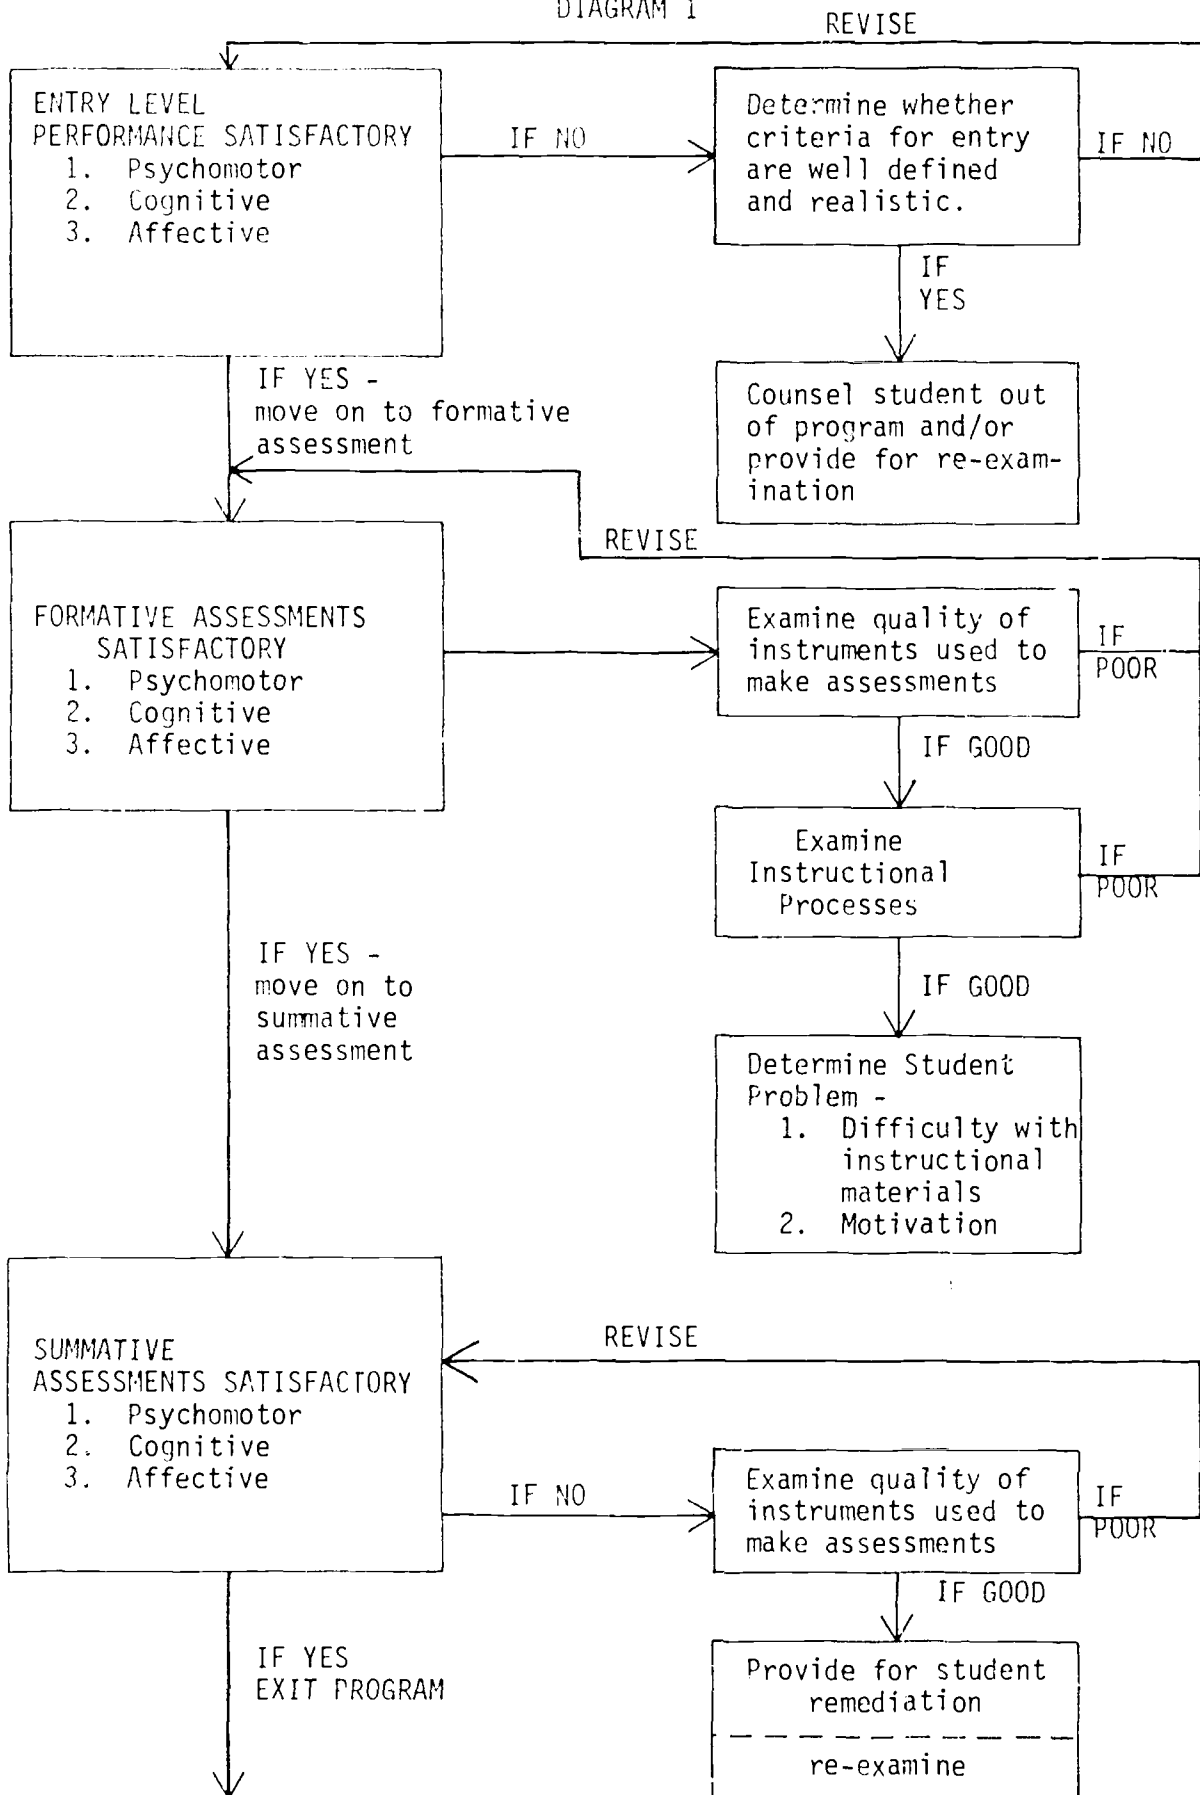 DIAGRAM 1
REVISE
ENTRY LEVEL
PERFORMANCE SATISFACTORY
1. Psychomotor
2. Cognitive
3. Affective
IF NO
Determine whether
criteria for entry
are well defined
and realistic.
IF NO
IF
YES
Counsel student out
of program and/or
provide for re-exam-
ination
IF YES -
move on to formative
assessment
REVISE
FORMATIVE ASSESSMENTS
SATISFACTORY
1. Psychomotor
2. Cognitive
3. Affective
Examine quality of
instruments used to
make assessments
IF
POOR
IF GOOD
Examine
Instructional
Processes
IF
POOR
IF GOOD
Determine Student
Problem -
1. Difficulty with
instructional
materials
2. Motivation
IF YES -
move on to
summative
assessment
REVISE
SUMMATIVE
ASSESSMENTS SATISFACTORY
1. Psychomotor
2. Cognitive
3. Affective
IF NO
Examine quality of
instruments used to
make assessments
IF
POOR
IF GOOD
Provide for student
remediation
re-examine
IF YES
EXIT PROGRAM